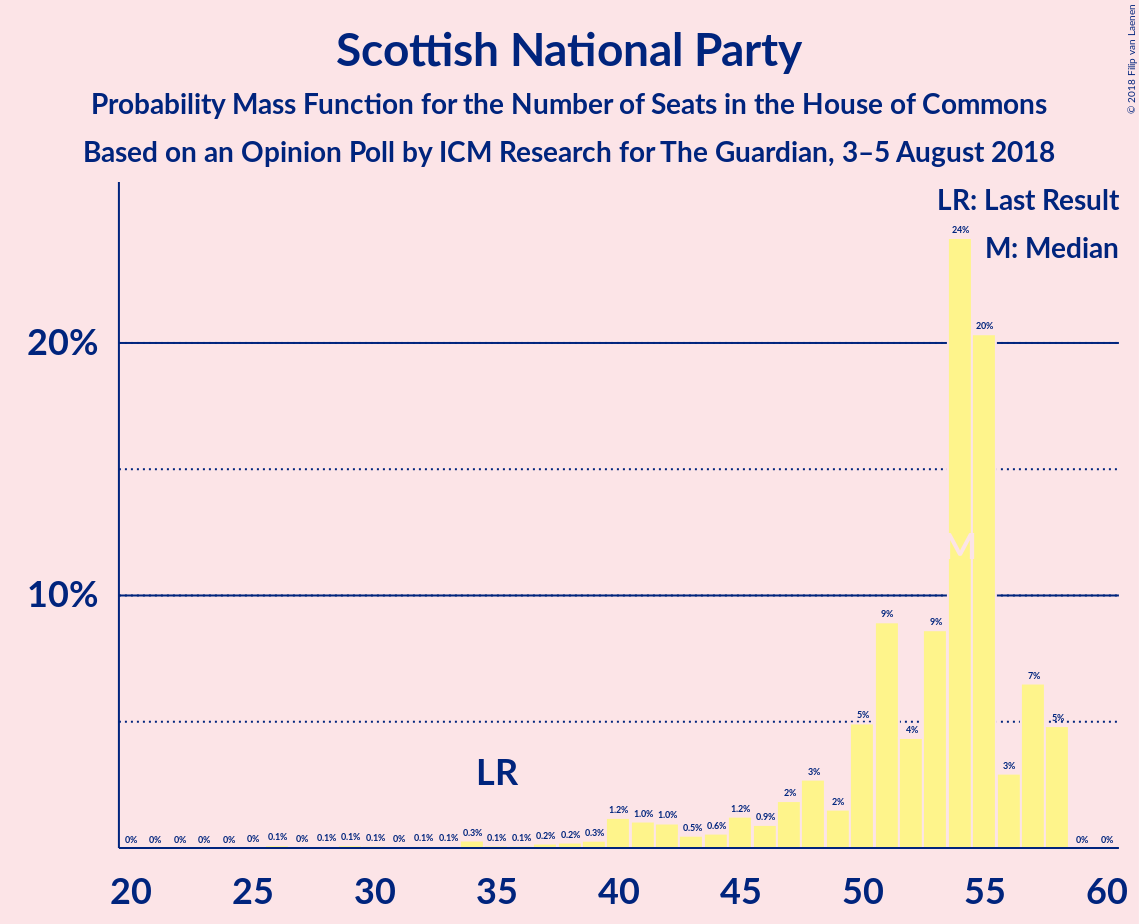 © 2018 Filip van Laenen
Scottish National Party
Probability Mass Function for the Number of Seats in the House of Commons
Based on an Opinion Poll by ICM Research for The Guardian, 3–5 August 2018
LR: Last Result
M: Median
20%
10%
0% 0% 0% 0% 0% 0% 0.1% 0% 0.1% 0.1% 0.1% 0% 0.1% 0.1% 0.3% 0.1% 0.1% 0.2% 0.2% 0.3% 1.2% 1.0% 1.0% 0.5% 0.6% 1.2% 0.9% 2% 3% 2% 5% 9% 4% 9% 24% 20% 3% 7% 5% 0% 0%
M
LR
20 25 30 35 40 45 50 55 60